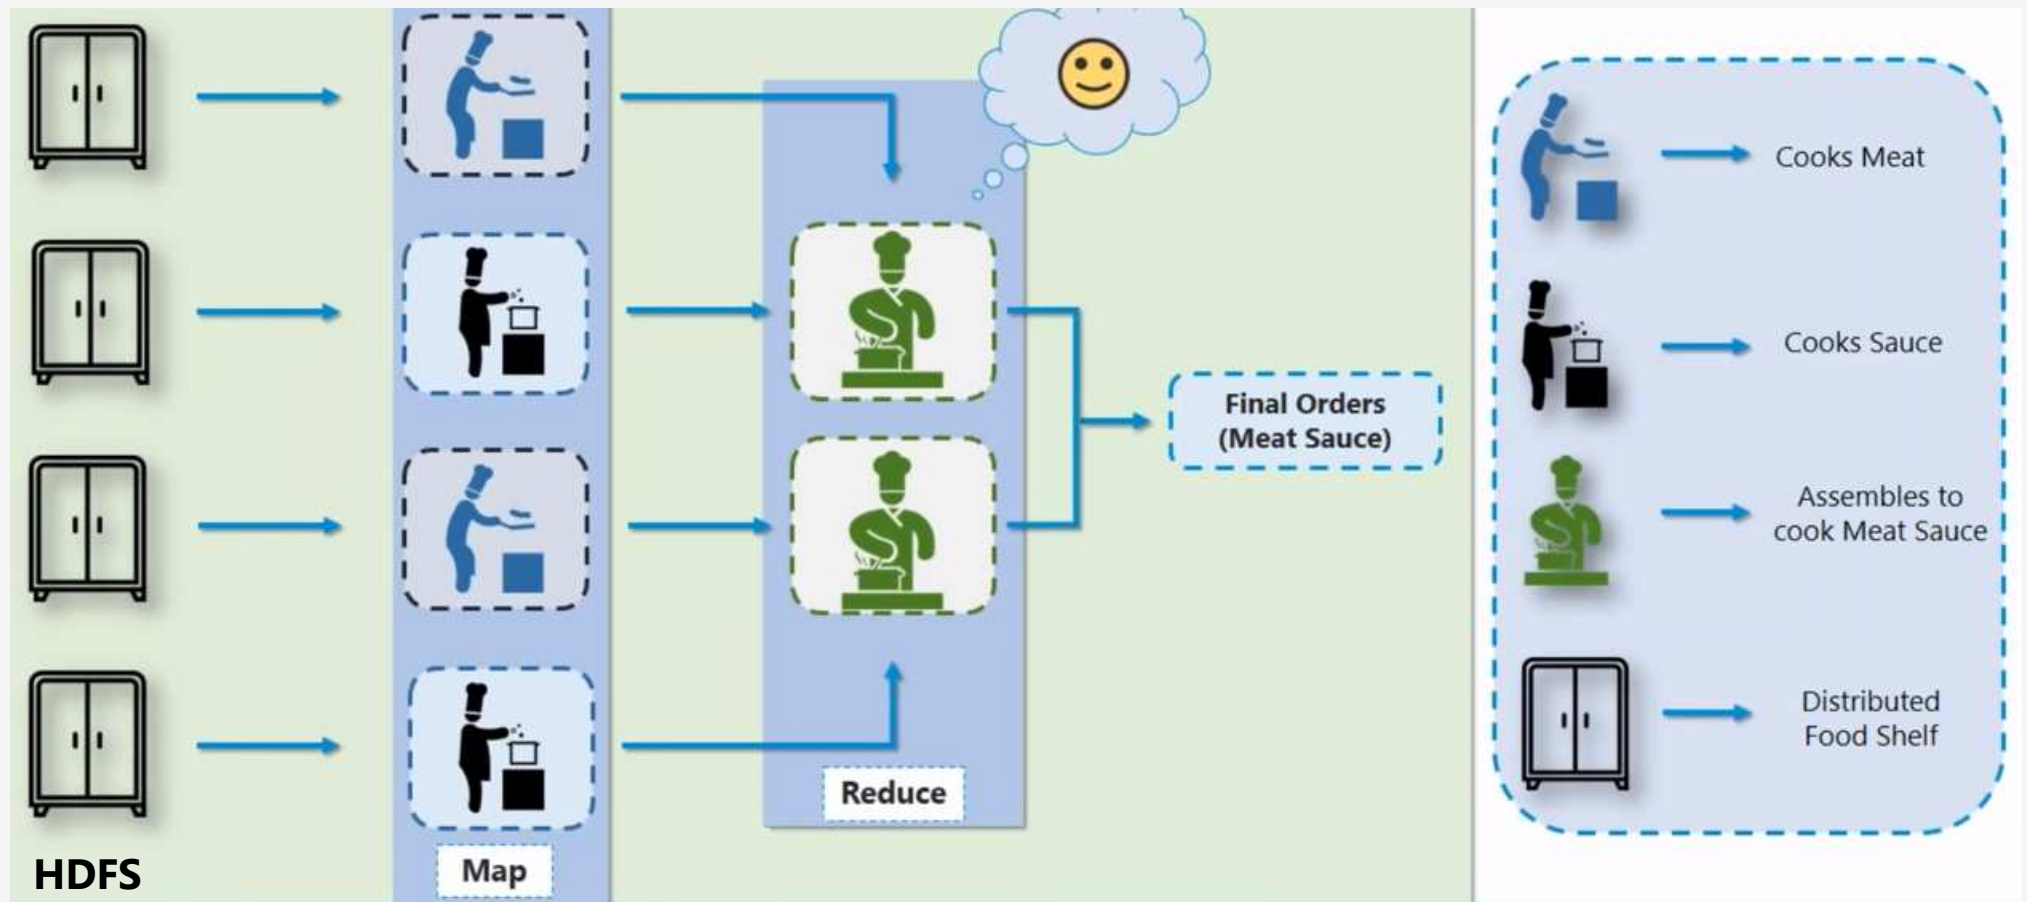 HDFS
Map
Reduce
Final Orders
(Meat Sauce)
Cooks Meat
Cooks Sauce
Assembles to
cook Meat Sauce
Distributed
Food Shelf